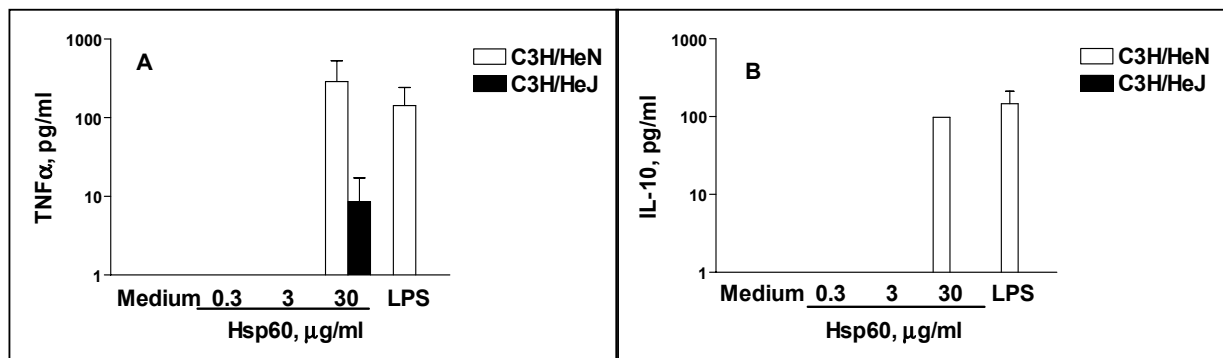 A
TNFα, pg/ml
1000
100
10
1
C3H/HeN
C3H/HeJ
Medium 0.3 3 30 LPS
Hsp60, μg/ml
B
IL-10, pg/ml
1000
100
10
1
C3H/HeN
C3H/HeJ
Medium 0.3 3 30 LPS
Hsp60, μg/ml